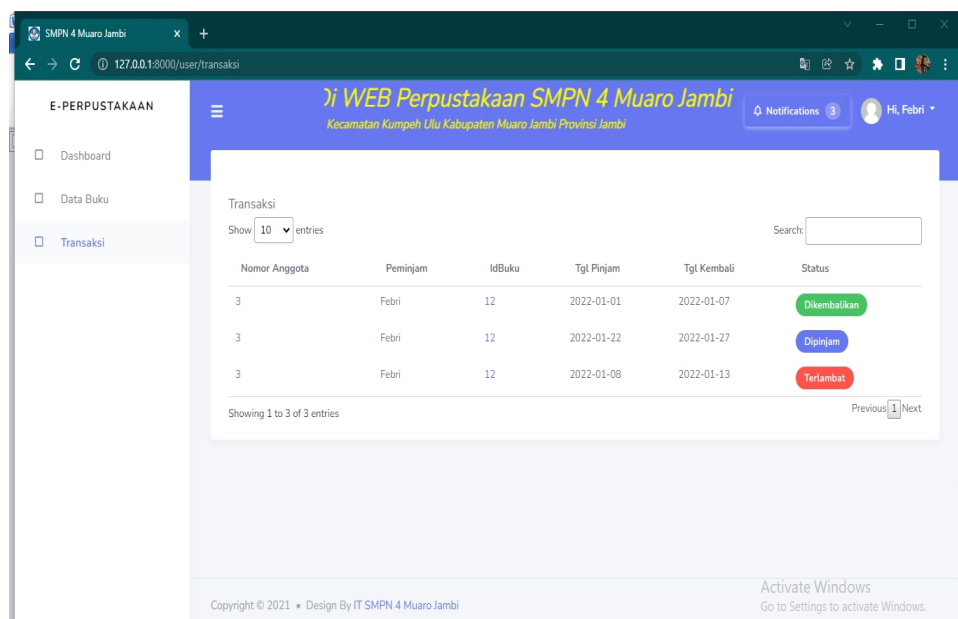 SMPN 4 Muaro Jambi
127.0.0.1:8000/user/transaksi
E-PERPUSTAKAAN
Di WEB Perpustakaan SMPN 4 Muaro Jambi
Kecamatan Kumpeh Ulu Kabupaten Muaro Jambi Provinsi Jambi
Notifications 3
Hi, Febri
Dashboard
Data Buku
Transaksi
Transaksi
Show 10 entries
Search:
Nomor Anggota Peminjam IdBuku Tgl Pinjam Tgl Kembali Status
3 Febri 12 2022-01-01 2022-01-07 Dikembalikan
3 Febri 12 2022-01-22 2022-01-27 Dipinjam
3 Febri 12 2022-01-08 2022-01-13 Terlambat
Showing 1 to 3 of 3 entries
Previous 1 Next
Copyright © 2021 • Design By IT SMPN 4 Muaro Jambi
Activate Windows
Go to Settings to activate Windows.